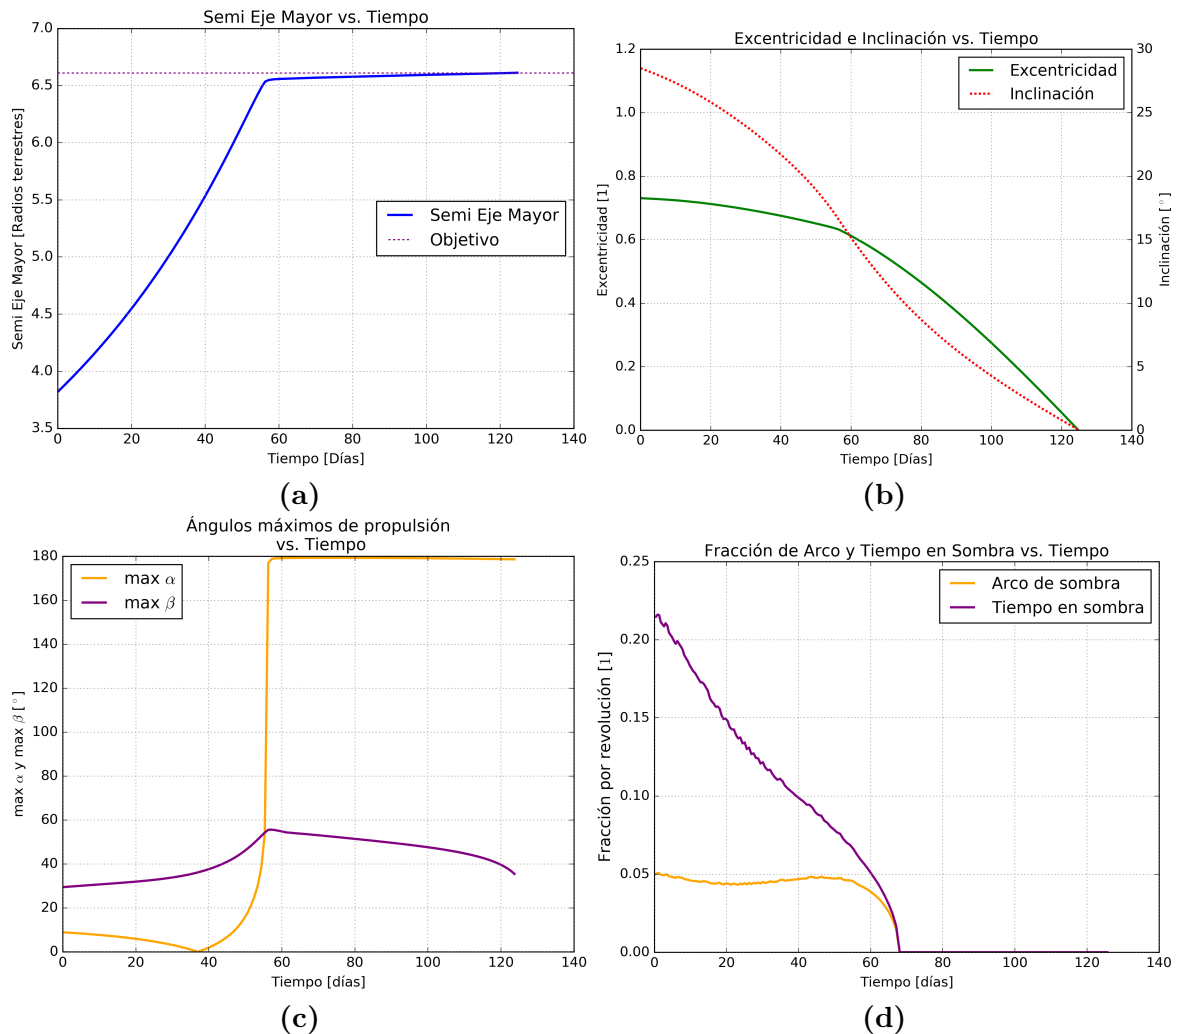 Semi Eje Mayor vs. Tiempo
7.0
6.5
6.0
5.5
5.0
4.5
4.0
3.5
Semi Eje Mayor [Radios terrestres]
Semi Eje Mayor
Objetivo
0 20 40 60 80 100 120 140
Tiempo [Días]
(a)
Excentricidad e Inclinación vs. Tiempo
1.2
1.0
0.8
0.6
0.4
0.2
0.0
Excentricidad [1]
Excentricidad
Inclinación
30
25
20
15
10
5
0
Inclinación [°]
0 20 40 60 80 100 120 140
Tiempo [Días]
(b)
Ángulos máximos de propulsión
vs. Tiempo
180
160
140
120
100
80
60
40
20
0
max α y max β [°]
max α
max β
0 20 40 60 80 100 120 140
Tiempo [días]
(c)
Fracción de Arco y Tiempo en Sombra vs. Tiempo
0.25
0.20
0.15
0.10
0.05
0.00
Fracción por revolución [1]
Arco de sombra
Tiempo en sombra
0 20 40 60 80 100 120 140
Tiempo [días]
(d)